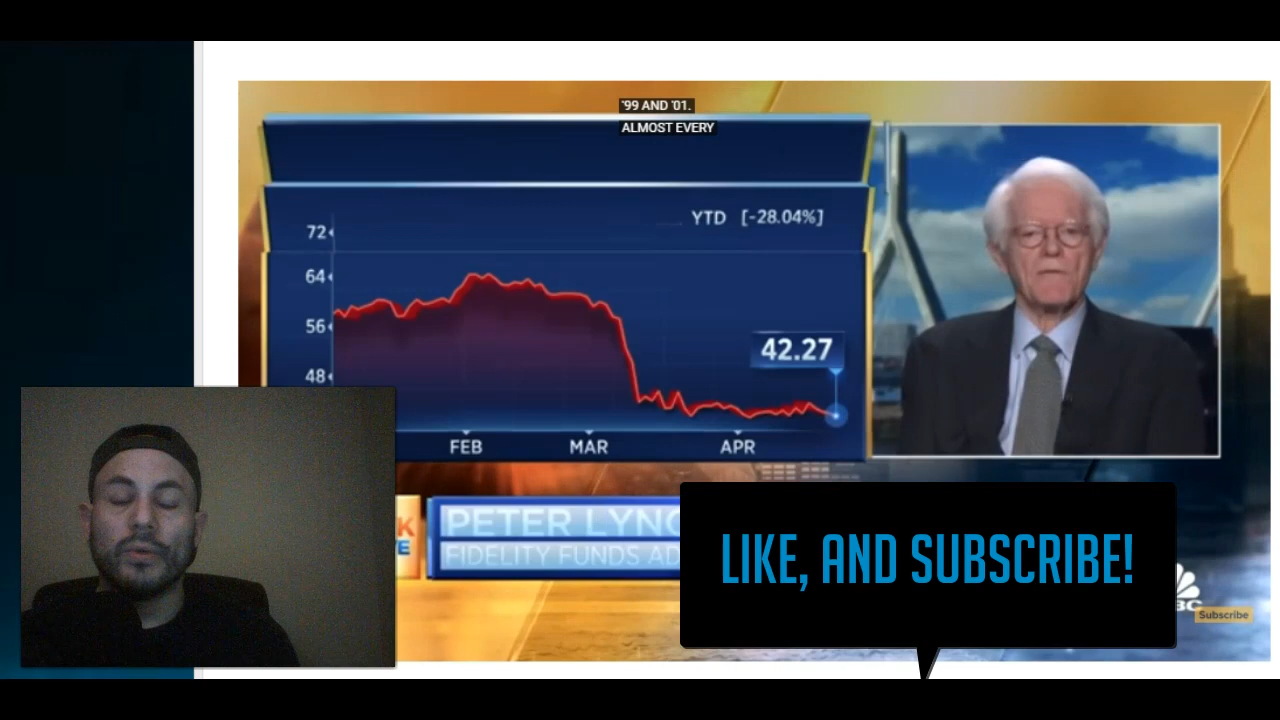 '99 AND '01.
ALMOST EVERY
YTD [-28.04%]
72
64
56
48
42.27
FEB MAR APR
PETER LYNC
FIDELITY FUNDS AD
LIKE, AND SUBSCRIBE!
Subscribe